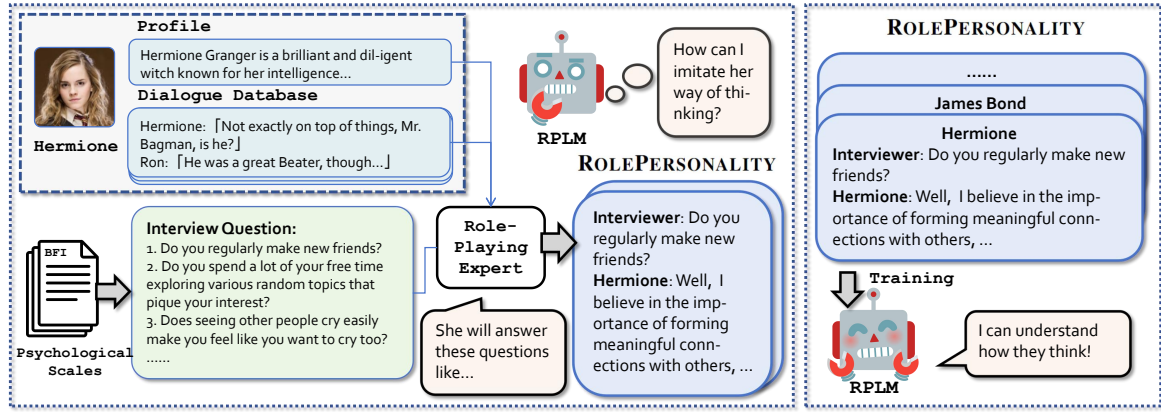 Profile
Hermione Granger is a brilliant and dil-igent
witch known for her intelligence...
Dialogue Database
Hermione: ⌈Not exactly on top of things, Mr.
Bagman, is he?⌋
Ron: ⌈He was a great Beater, though...⌋
Hermione
RPLM
How can I
imitate her
way of thi-
nking?
BFI
Psychological
Scales
Interview Question:
1. Do you regularly make new friends?
2. Do you spend a lot of your free time
exploring various random topics that
pique your interest?
3. Does seeing other people cry easily
make you feel like you want to cry too?
......
Role-
Playing
Expert
She will answer
these questions
like...
ROLEPERSONALITY
Interviewer: Do you
regularly make new
friends?
Hermione: Well, I
believe in the imp-
ortance of forming
meaningful conn-
ections with others, ...
ROLEPERSONALITY
......
James Bond
Hermione
Interviewer: Do you regularly make new
friends?
Hermione: Well, I believe in the imp-
ortance of forming meaningful conn-
ections with others, ...
Training
RPLM
I can understand
how they think!